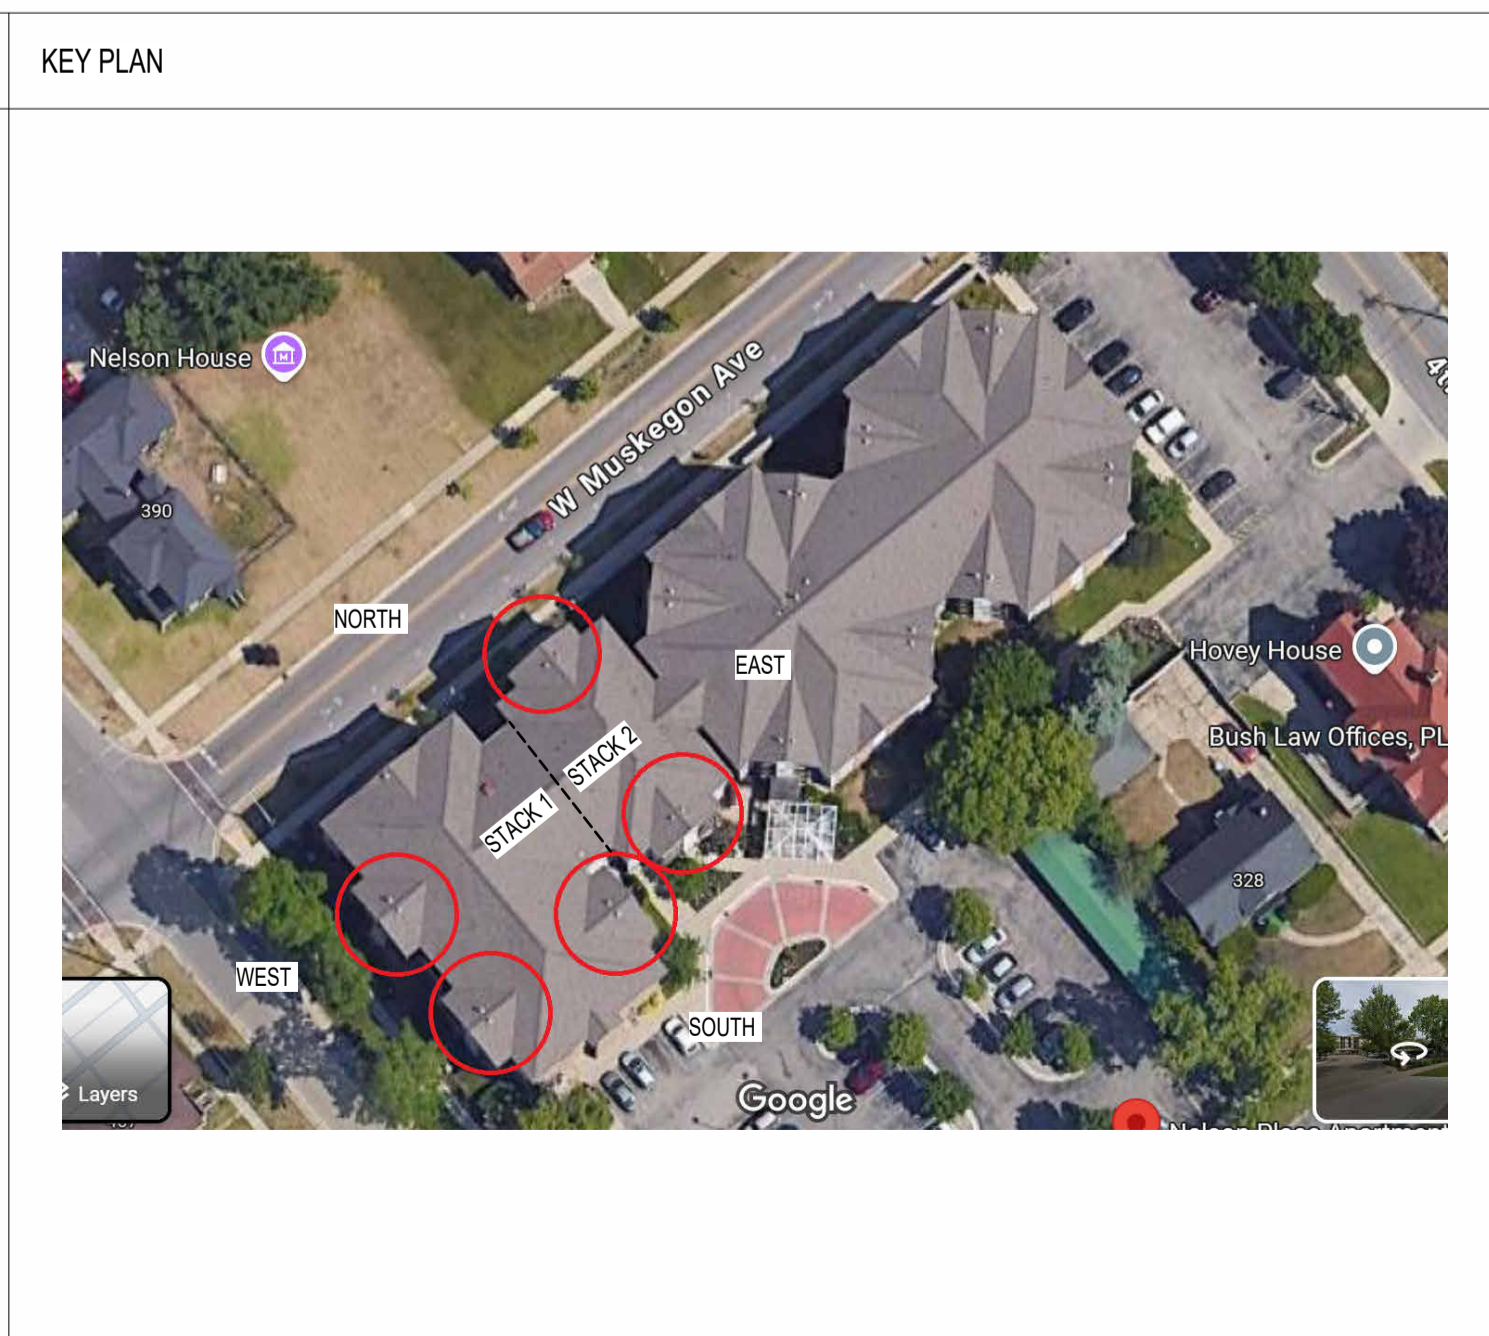 KEY PLAN
W Muskegon Ave
Nelson House
390
NORTH
EAST
Hovey House
Bush Law Offices, PL
STACK 2
STACK 1
328
WEST
SOUTH
Layers
Google